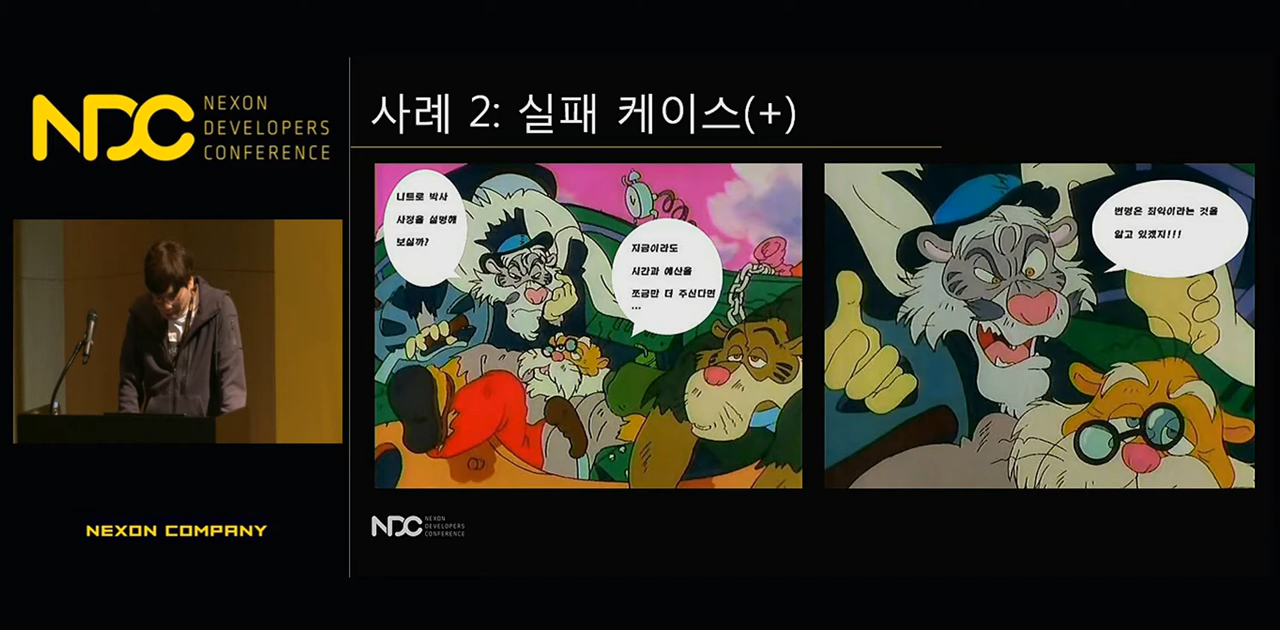 NDC
NEXON
DEVELOPERS
CONFERENCE
사례 2: 실패 케이스(+)
니트로 박사
사정을 설명해
보실까?
지금이라도
시간과 예산을
조금만 더 주신다면
...
변명은 죄악이라는 것을
알고 있겠지!!!
NEXON COMPANY
NDC
NEXON
DEVELOPERS
CONFERENCE